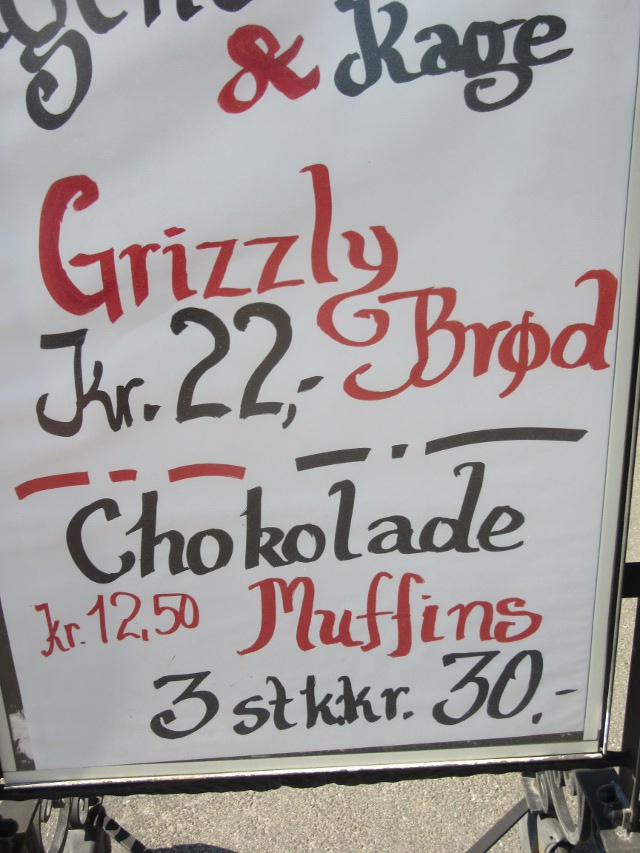 & Kage
Grizzly
Brød
Kr. 22,-
Chokolade
kr. 12,50 Muffins
3 stk. kr. 30.-